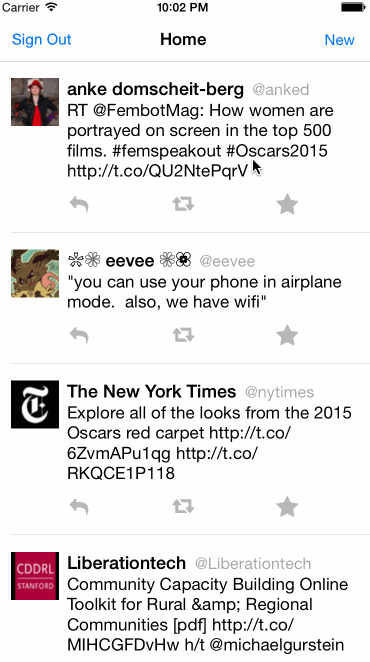 Carrier 10:02 PM
Sign Out Home New
anke domscheit-berg @anked
RT @FembotMag: How women are
portrayed on screen in the top 500
films. #femspeakout #Oscars2015
http://t.co/QU2NtePqrV
eevee @eevee
"you can use your phone in airplane
mode.  also, we have wifi"
The New York Times @nytimes
Explore all of the looks from the 2015
Oscars red carpet http://t.co/
6ZvmAPu1qg http://t.co/
RKQCE1P118
CDDRL
STANFORD
Liberationtech @Liberationtech
Community Capacity Building Online
Toolkit for Rural &amp; Regional
Communities [pdf] http://t.co/
MIHCGFDvHw h/t @michaelgurstein